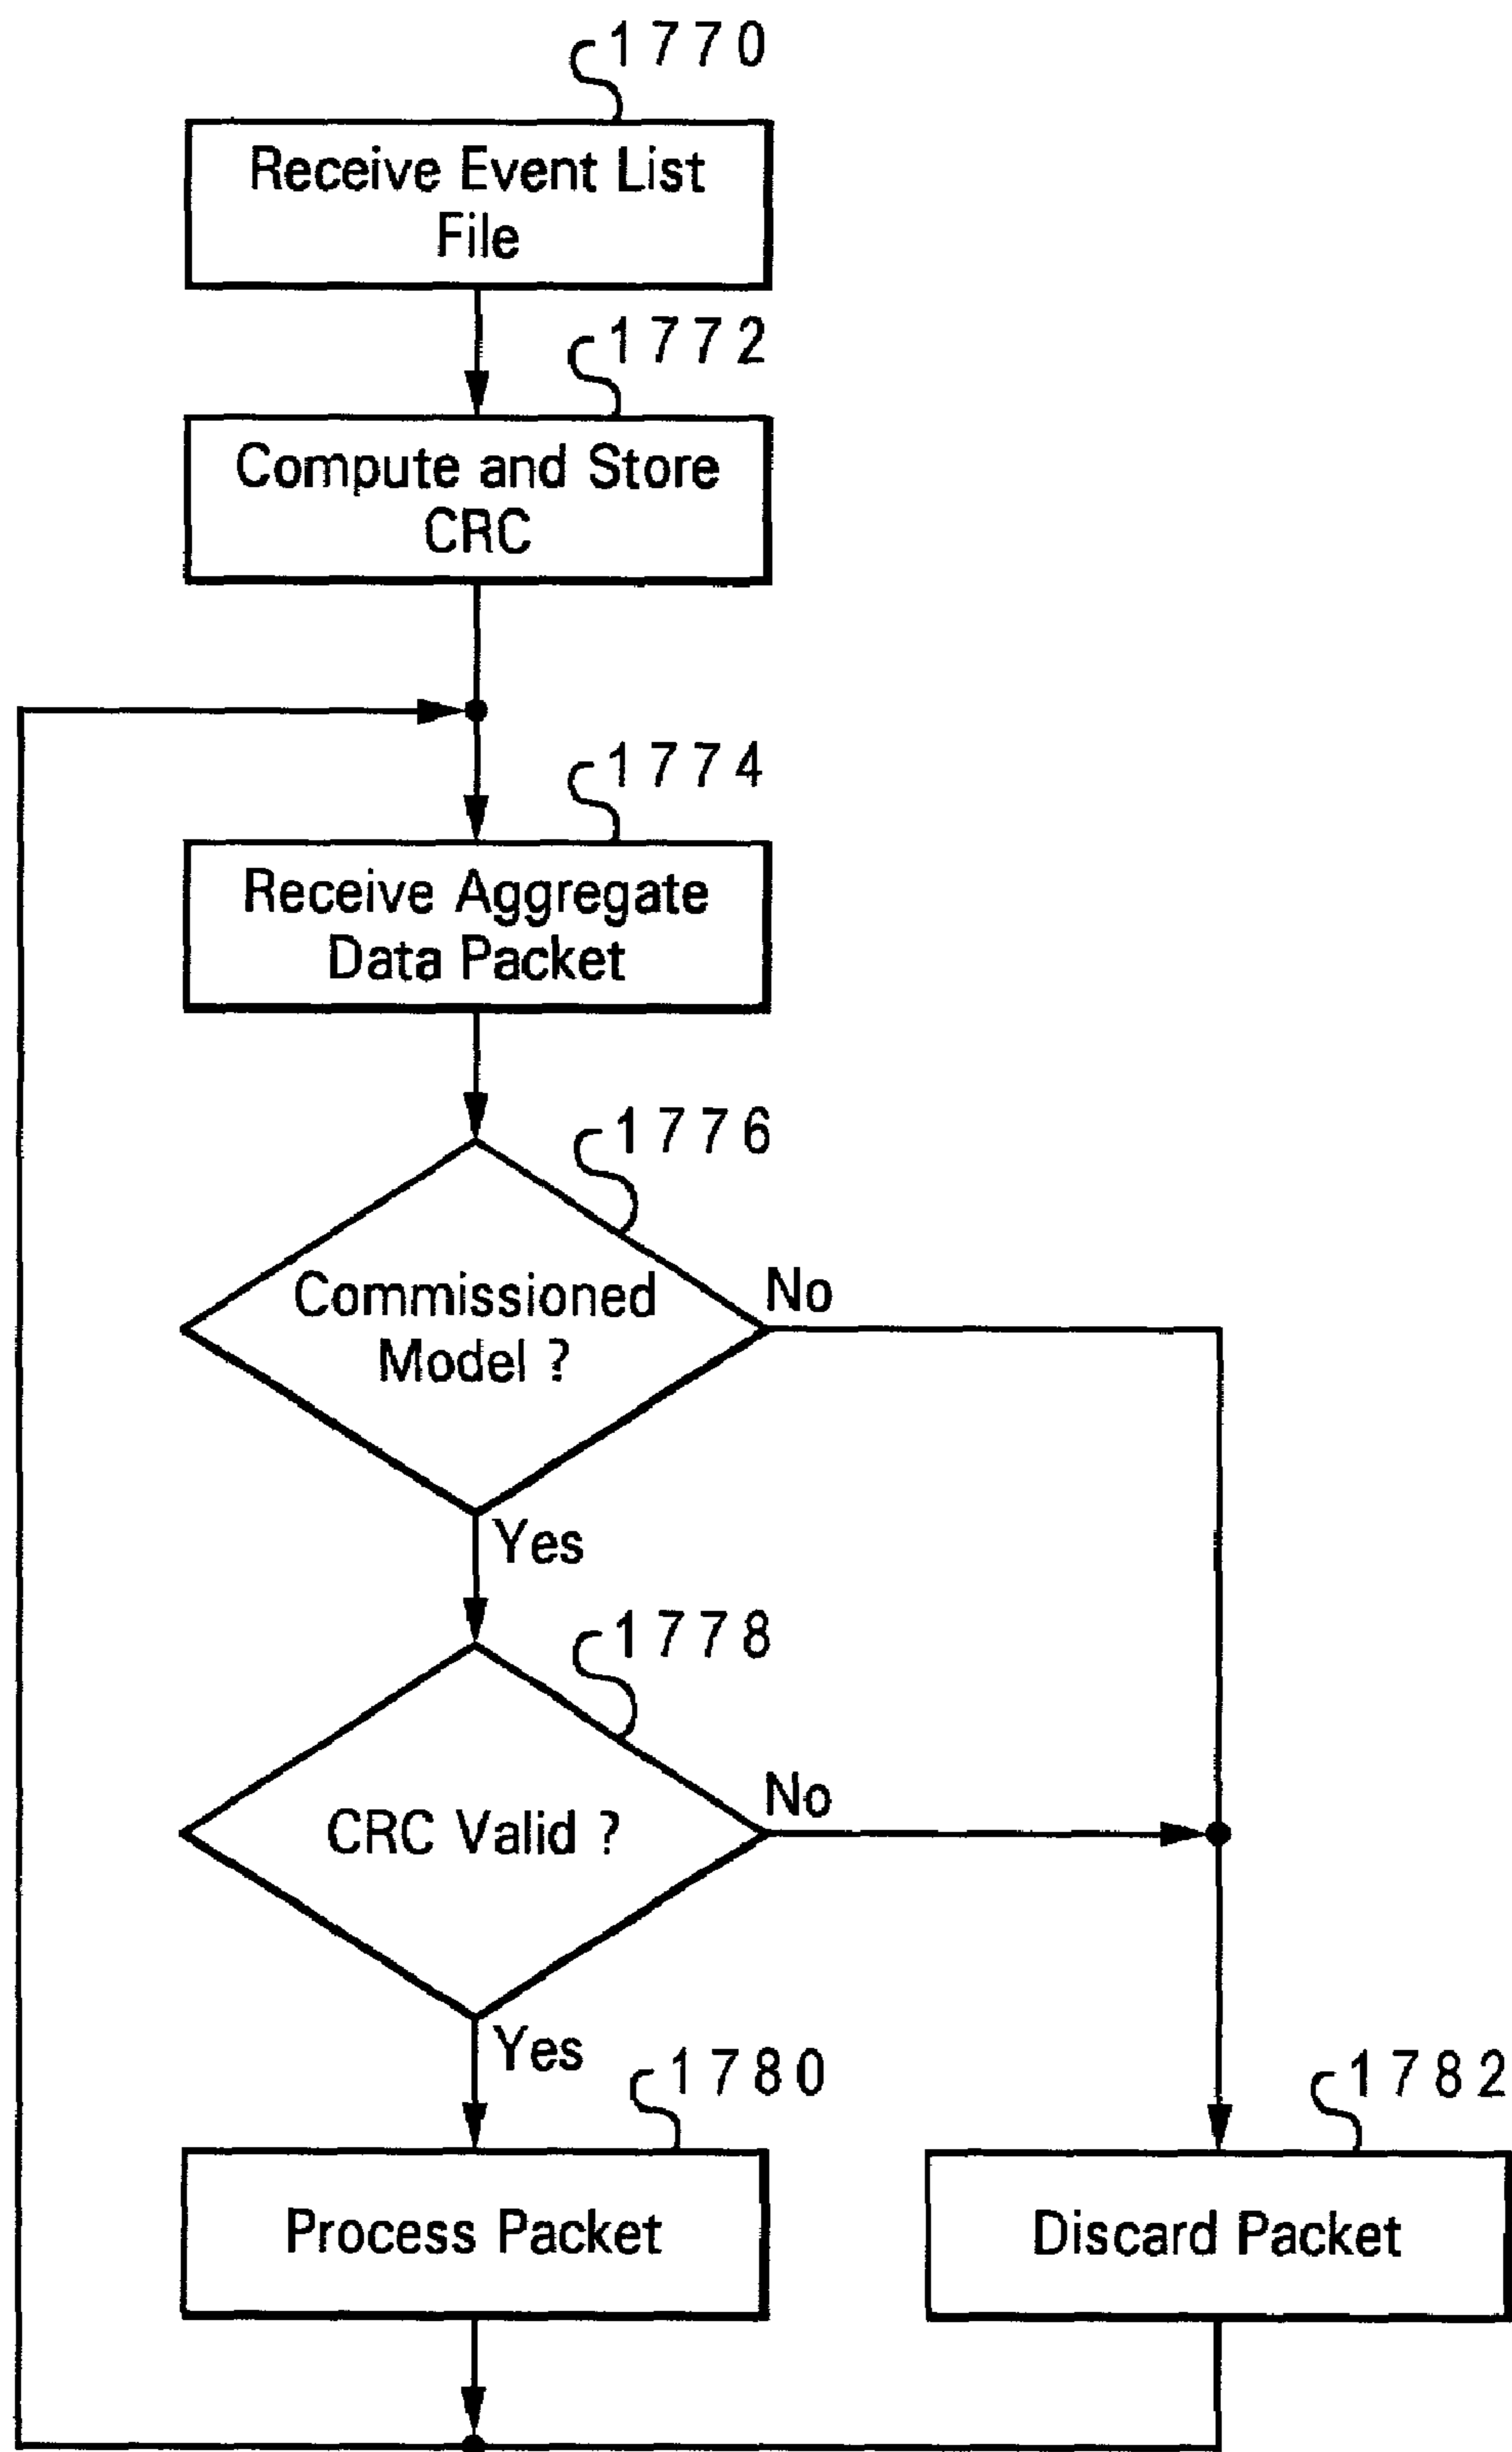 1770
Receive Event List
File
1772
Compute and Store
CRC
1774
Receive Aggregate
Data Packet
1776
Commissioned
Model ?
No
Yes
1778
CRC Valid ?
No
Yes
1780
Process Packet
1782
Discard Packet